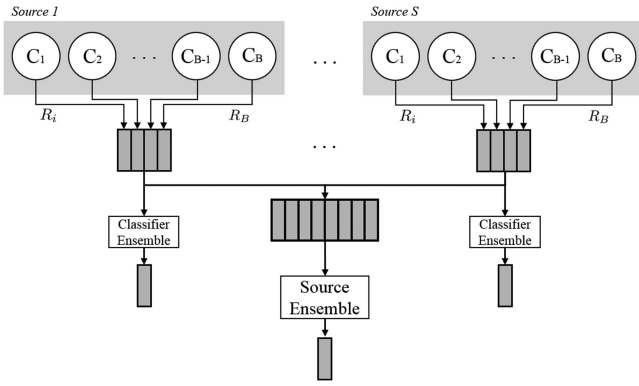 Source 1
Source S
C1 C2 . . . CB-1 CB
. . .
C1 C2 . . . CB-1 CB
Ri RB
Ri RB
. . .
Classifier
Ensemble
Classifier
Ensemble
Source
Ensemble